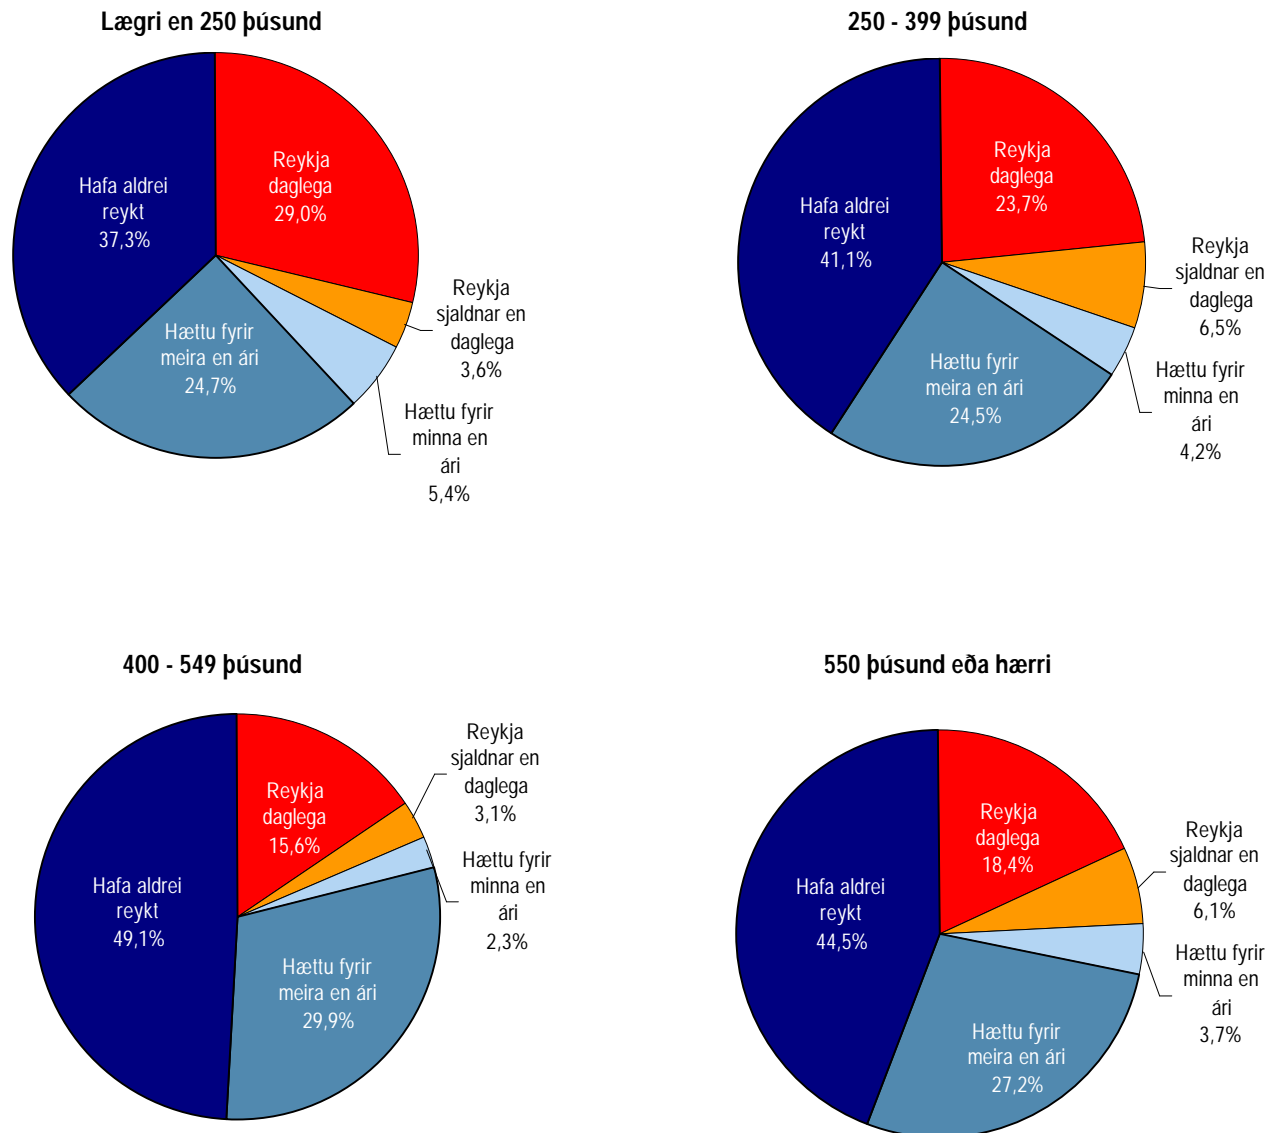 Lægri en 250 þúsund
Reykja
daglega
29,0%
Reykja
sjaldnar en
daglega
3,6%
Hættu fyrir
minna en
ári
5,4%
Hættu fyrir
meira en ári
24,7%
Hafa aldrei
reykt
37,3%
250 - 399 þúsund
Reykja
daglega
23,7%
Reykja
sjaldnar en
daglega
6,5%
Hættu fyrir
minna en
ári
4,2%
Hættu fyrir
meira en ári
24,5%
Hafa aldrei
reykt
41,1%
400 - 549 þúsund
Reykja
daglega
15,6%
Reykja
sjaldnar en
daglega
3,1%
Hættu fyrir
minna en
ári
2,3%
Hættu fyrir
meira en ári
29,9%
Hafa aldrei
reykt
49,1%
550 þúsund eða hærri
Reykja
daglega
18,4%
Reykja
sjaldnar en
daglega
6,1%
Hættu fyrir
minna en
ári
3,7%
Hættu fyrir
meira en ári
27,2%
Hafa aldrei
reykt
44,5%